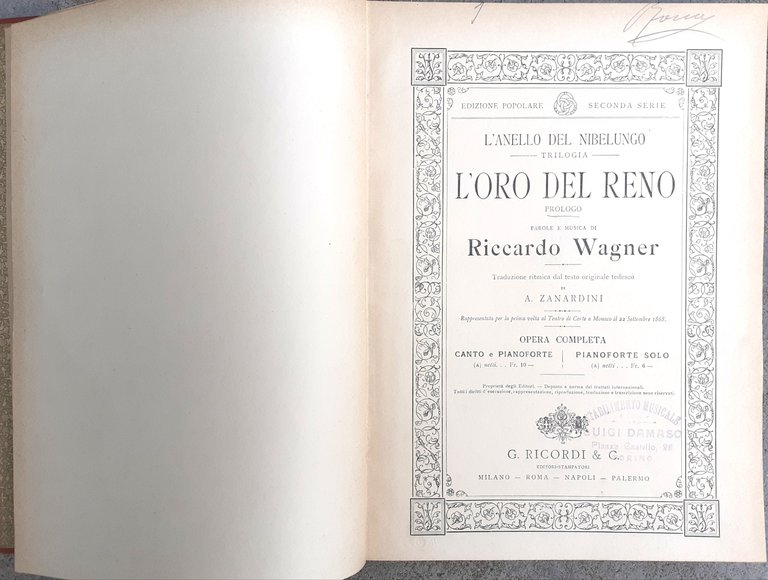 EDIZIONE POPOLARE SECONDA SERIE
L'ANELLO DEL NIBELUNGO
TRILOGIA
L'ORO DEL RENO
PROLOGO
PAROLE E MUSICA DI
Riccardo Wagner
Traduzione ritmica dal testo originale tedesco
DI
A. ZANARDINI
Rappresentata per la prima volta al Teatro di Corte a Monaco il 22 Settembre 1868.
OPERA COMPLETA
CANTO e PIANOFORTE | PIANOFORTE SOLO
(A) netti . . . Fr. 10 — | (A) netti . . . Fr. 6 —
Proprietà degli Editori. — Deposto a norma dei trattati internazionali.
Tutti i diritti d'esecuzione, rappresentazione, riproduzione, traduzione e trascrizione sono riservati.
STABILIMENTO MUSICALE
LUIGI DAMASO
Piazza Castello, 26
TORINO
G. RICORDI & C.
EDITORI-STAMPATORI
MILANO — ROMA — NAPOLI — PALERMO